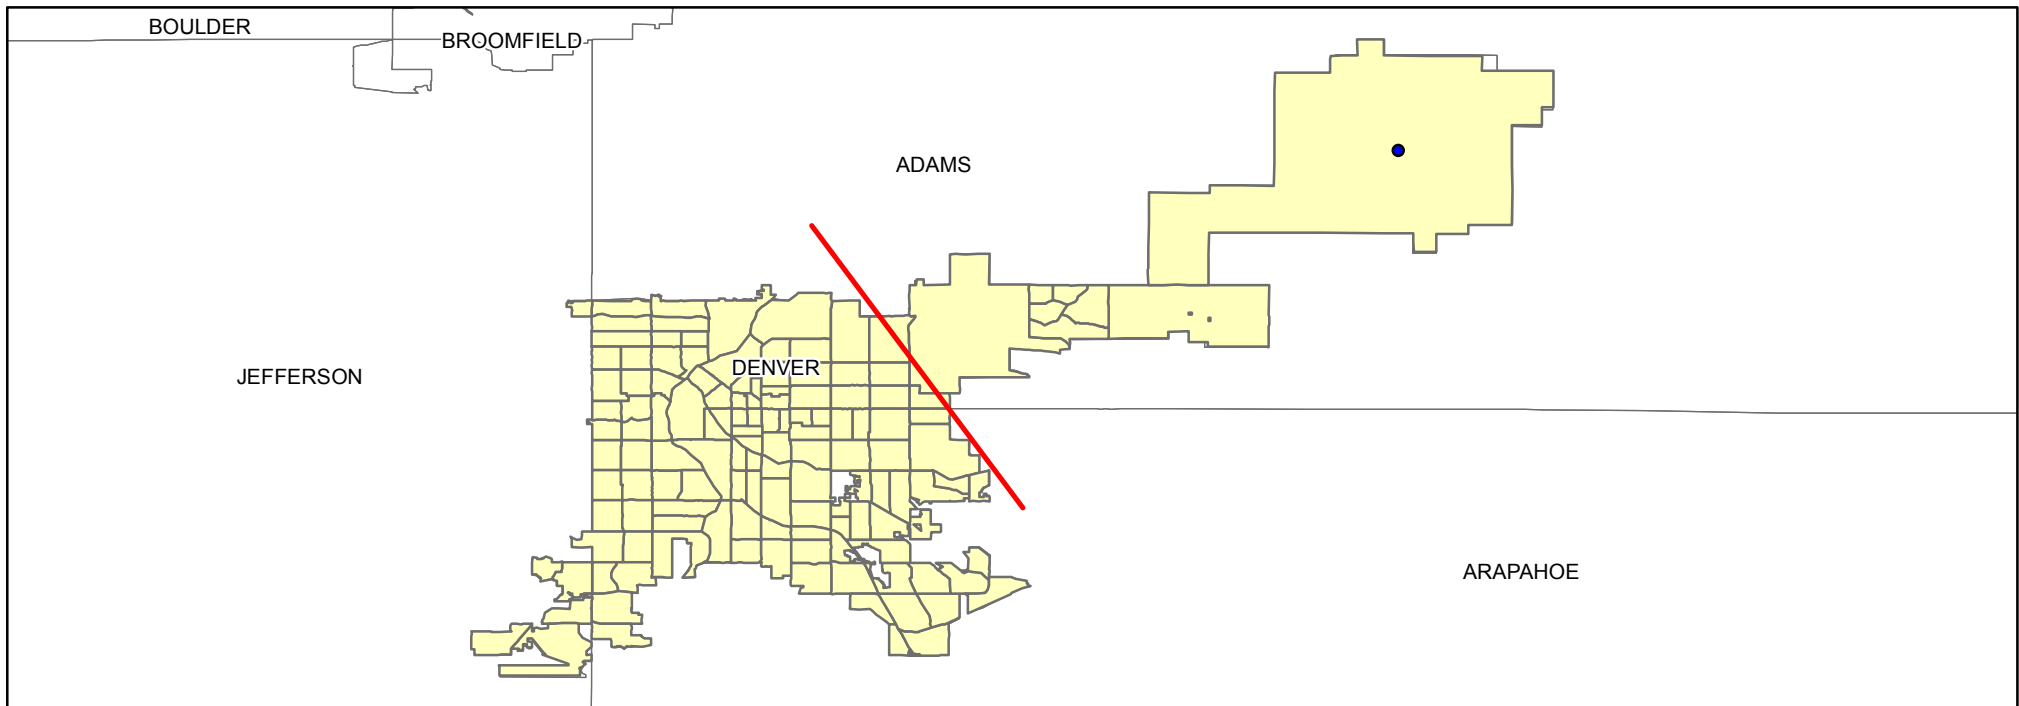 BOULDER
BROOMFIELD
ADAMS
DENVER
JEFFERSON
ARAPAHOE